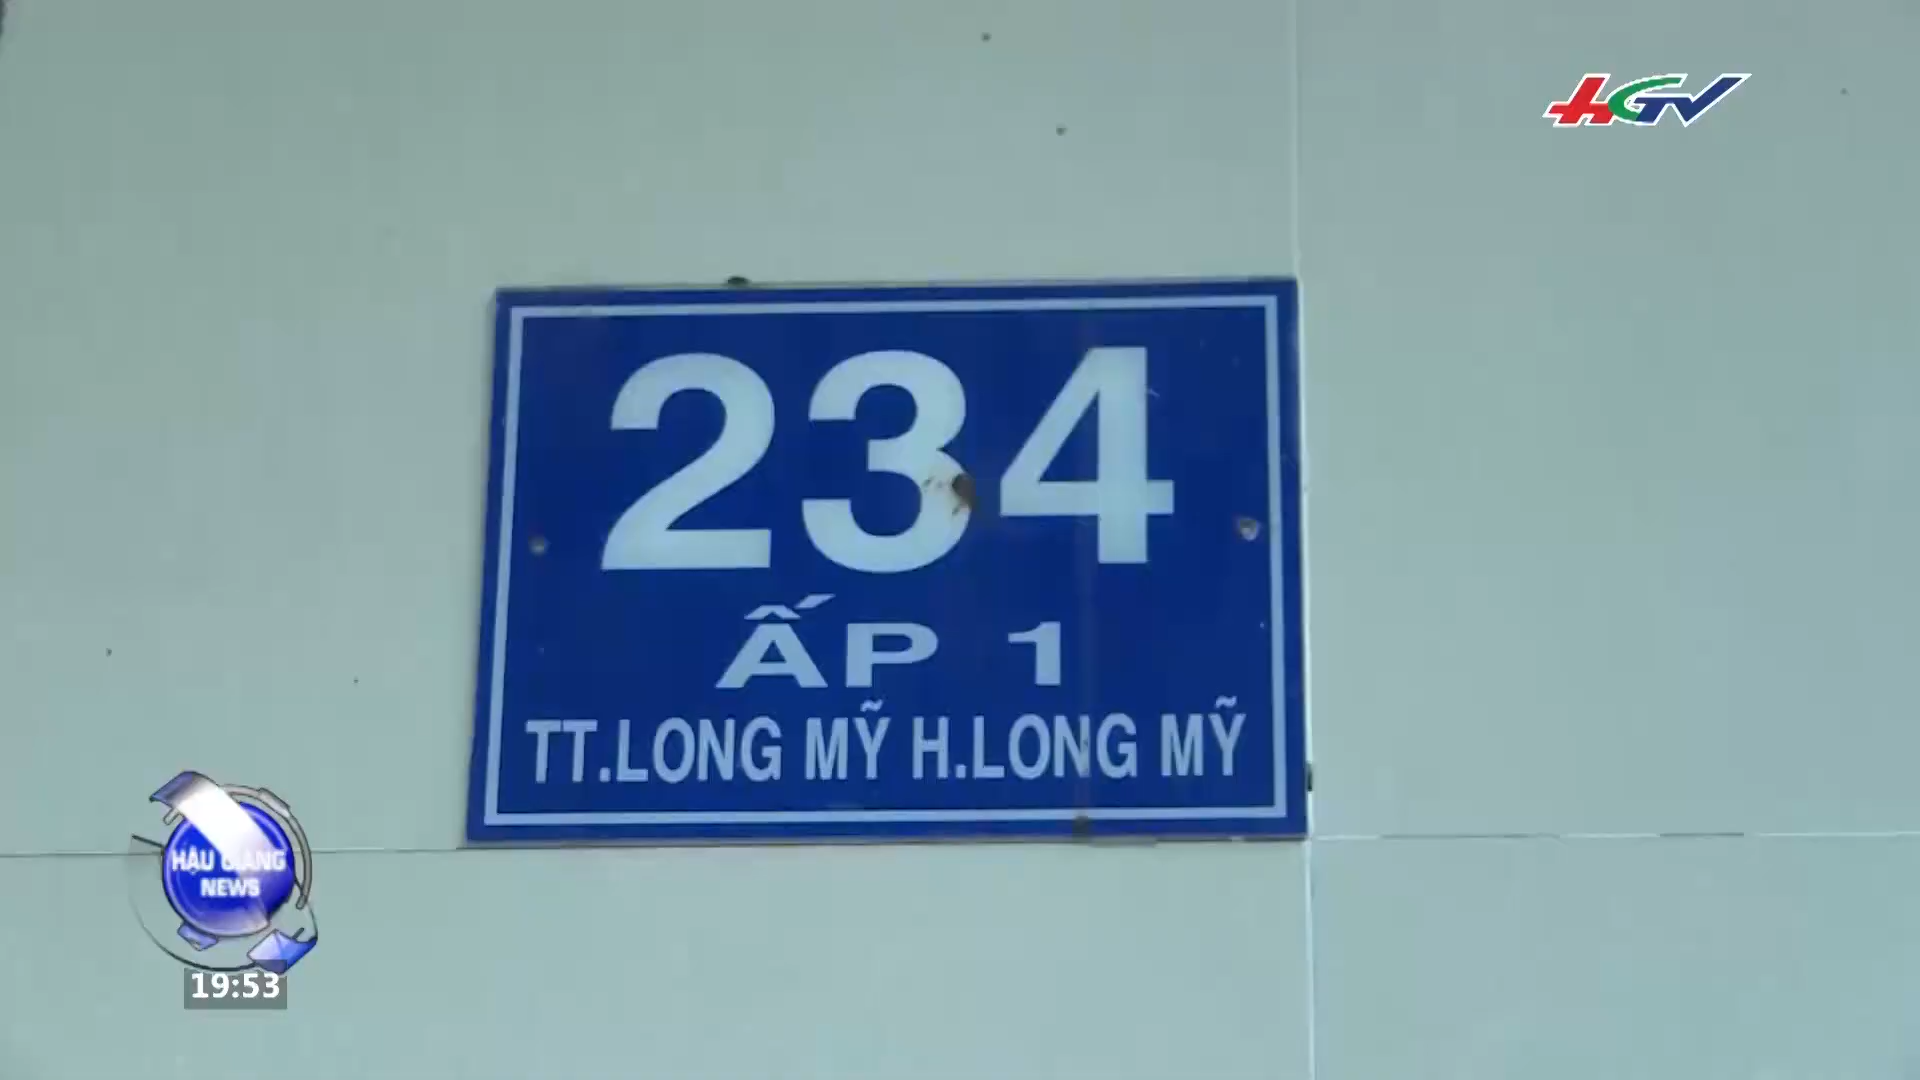 HGTV
234
ẤP 1
TT.LONG MỸ H.LONG MỸ
HẬU GIANG
NEWS
19:53